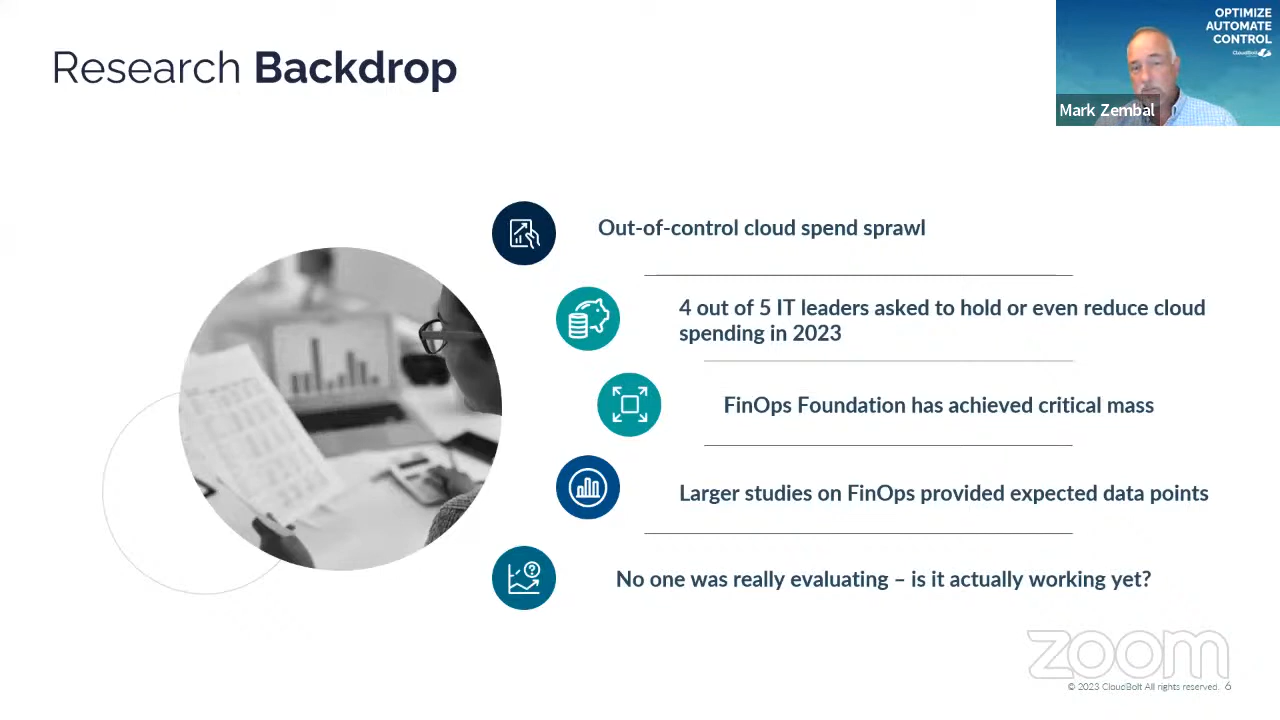 Research Backdrop
OPTIMIZE
AUTOMATE
CONTROL
CloudBolt
Mark Zembal
Out-of-control cloud spend sprawl
4 out of 5 IT leaders asked to hold or even reduce cloud
spending in 2023
FinOps Foundation has achieved critical mass
Larger studies on FinOps provided expected data points
No one was really evaluating – is it actually working yet?
zoom
© 2023 CloudBolt All rights reserved. 6